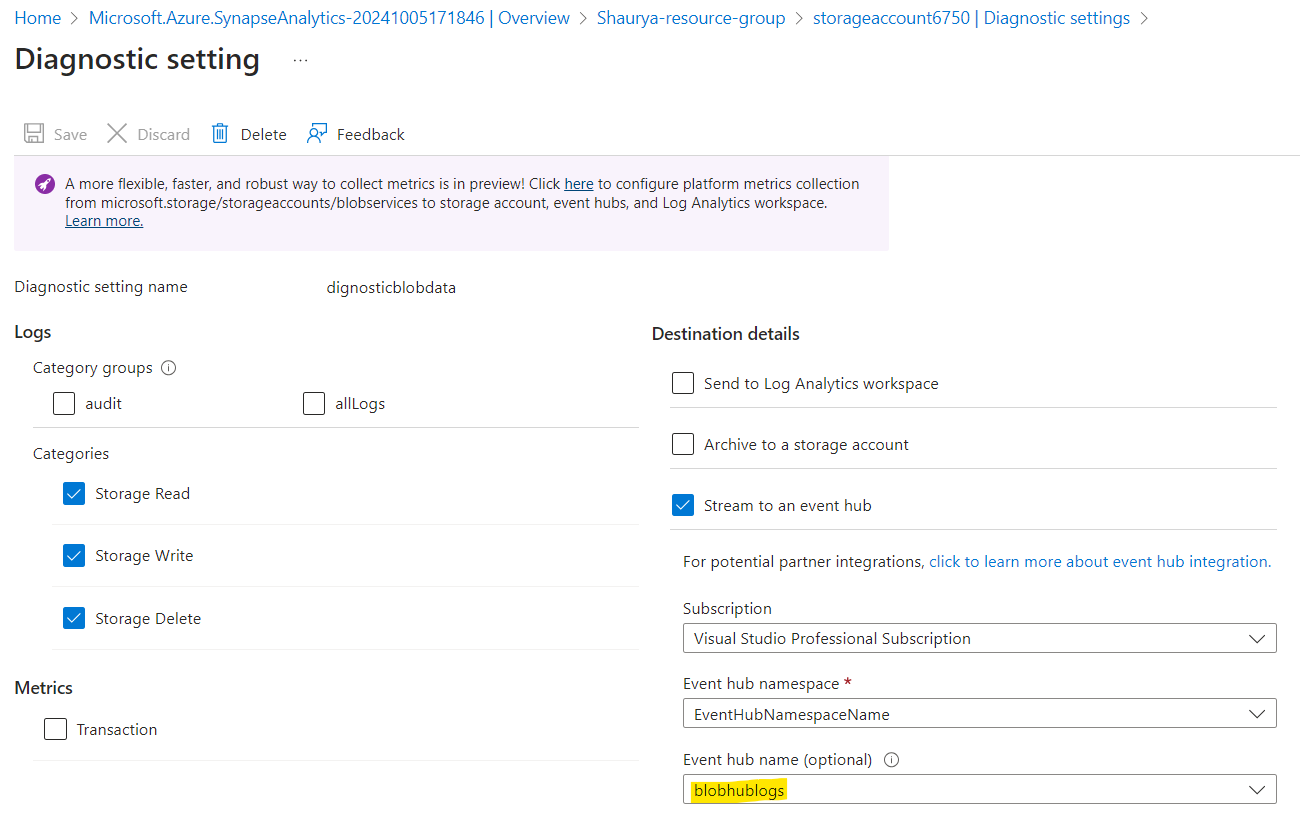 Home > Microsoft.Azure.SynapseAnalytics-20241005171846 | Overview > Shaurya-resource-group > storageaccount6750 | Diagnostic settings >
Diagnostic setting ...
Save Discard Delete Feedback
A more flexible, faster, and robust way to collect metrics is in preview! Click here to configure platform metrics collection
from microsoft.storage/storageaccounts/blobservices to storage account, event hubs, and Log Analytics workspace.
Learn more.
Diagnostic setting name dignosticblobdata
Logs
Category groups
audit allLogs
Categories
Storage Read
Storage Write
Storage Delete
Metrics
Transaction
Destination details
Send to Log Analytics workspace
Archive to a storage account
Stream to an event hub
For potential partner integrations, click to learn more about event hub integration.
Subscription
Visual Studio Professional Subscription
Event hub namespace *
EventHubNamespaceName
Event hub name (optional)
blobhublogs